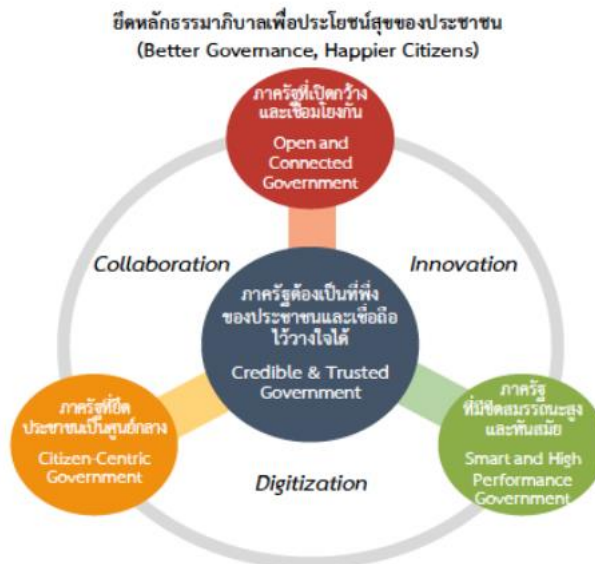 ยึดหลักธรรมาภิบาลเพื่อประโยชน์สุขของประชาชน
(Better Governance, Happier Citizens)
ภาครัฐที่เปิดกว้าง
และเชื่อมโยงกัน
Open and
Connected
Government
Collaboration
Innovation
ภาครัฐต้องเป็นที่พึ่ง
ของประชาชนและเชื่อถือ
ไว้วางใจได้
Credible & Trusted
Government
ภาครัฐที่ยึด
ประชาชนเป็นศูนย์กลาง
Citizen-Centric
Government
ภาครัฐ
ที่มีขีดสมรรถนะสูง
และทันสมัย
Smart and High
Performance
Government
Digitization